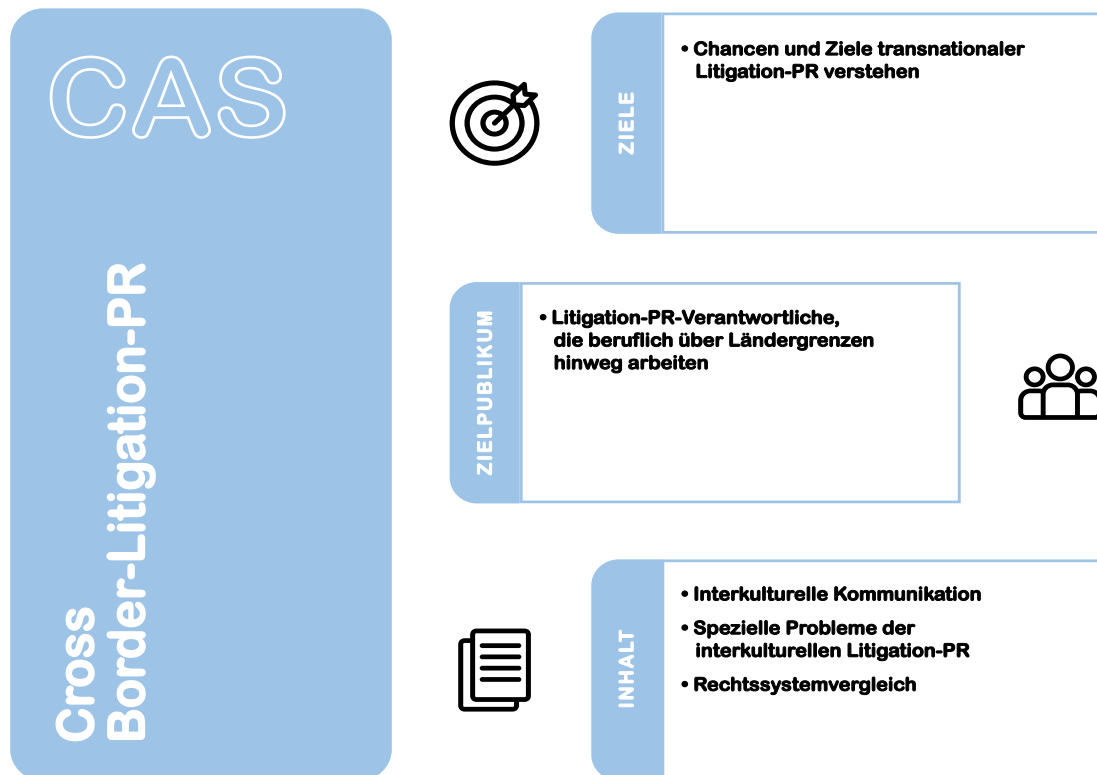 CAS
Cross
Border-Litigation-PR
ZIELE
• Chancen und Ziele transnationaler
Litigation-PR verstehen
ZIELPUBLIKUM
• Litigation-PR-Verantwortliche,
die beruflich über Ländergrenzen
hinweg arbeiten
INHALT
• Interkulturelle Kommunikation
• Spezielle Probleme der
interkulturellen Litigation-PR
• Rechtssystemvergleich